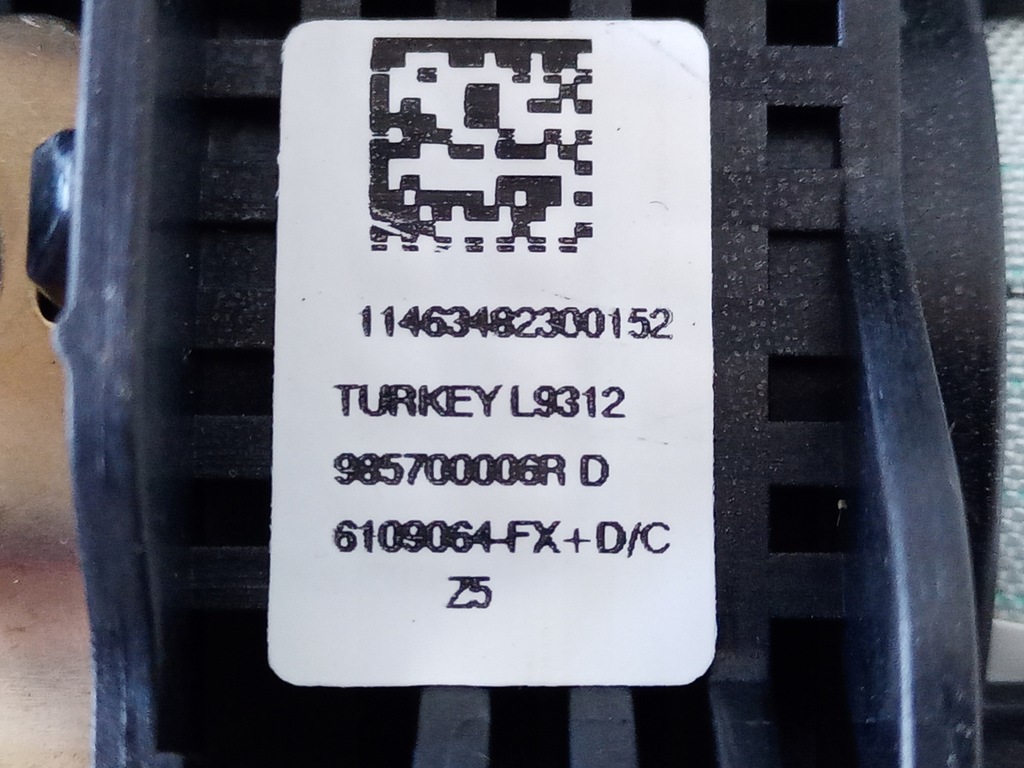 11463482300152
TURKEY L9312
985700006R D
6109064-FX+D/C
Z5